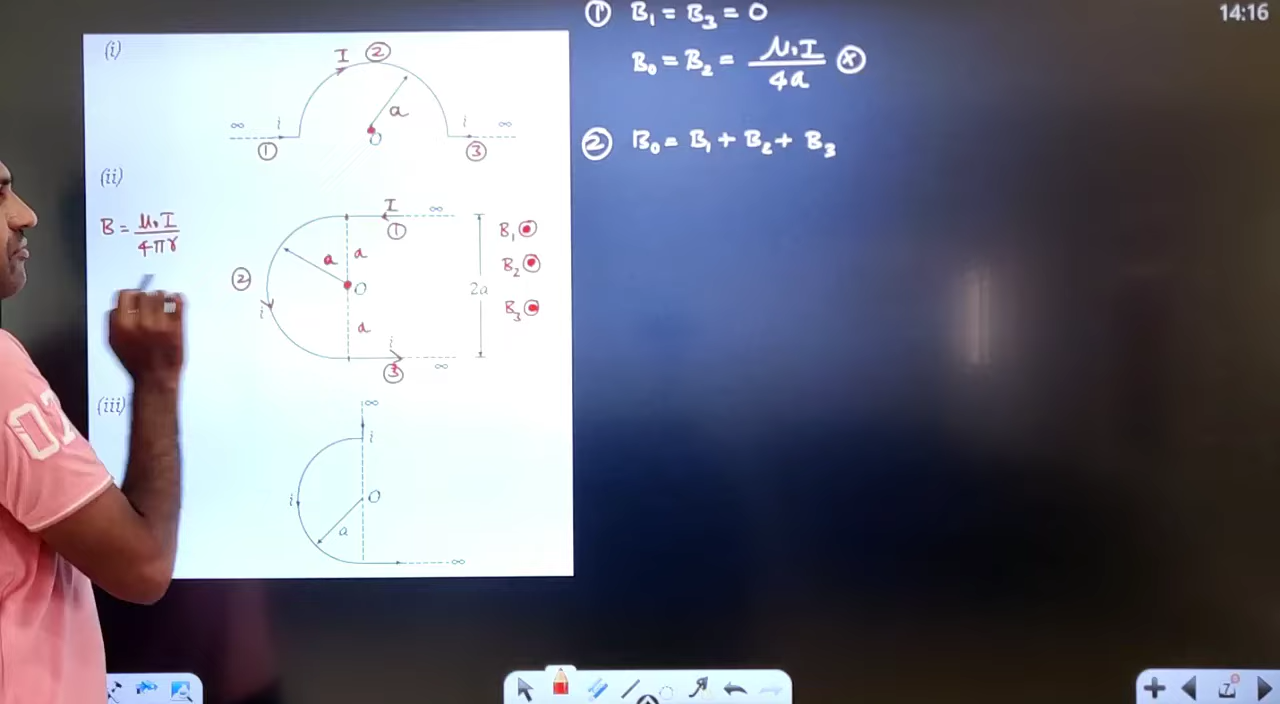 14:16
① B₁ = B₃ = 0
B₀ = B₂ = μ₀I / 4a ⊗
② B₀ = B₁ + B₂ + B₃
(i)
I ②
a
∞ i
i ∞
① O ③
(ii)
I ∞
①
B = μ₀I / 4πr
B₁ ⊙
a a
B₂ ⊙
② O 2a
i
B₃ ⊙
a
i
③ ∞
(iii)
∞
i
i O
a
∞